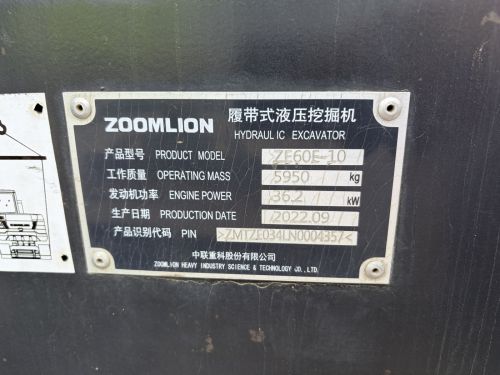 ZOOMLION
履带式液压挖掘机
HYDRAULIC EXCAVATOR
产品型号 PRODUCT MODEL ZE60E-10
工作质量 OPERATING MASS 5950 kg
发动机功率 ENGINE POWER 36.2 kW
生产日期 PRODUCTION DATE 2022.09
产品识别代码 PIN
中联重科股份有限公司
ZOOMLION HEAVY INDUSTRY SCIENCE & TECHNOLOGY CO.,LTD.